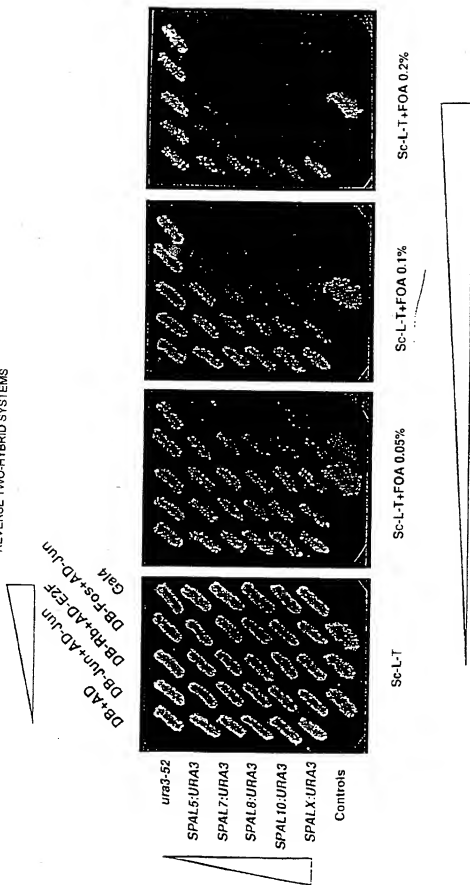 REVERSE TWO-HYBRID SYSTEMS
DB+AD
DB-Jun+AD-Jun
DB-Rb+AD-E2F
DB-Fos+AD-Jun
Gal4
ura3-52
SPAL5:URA3
SPAL7:URA3
SPAL8:URA3
SPAL10:URA3
SPALX:URA3
Controls
Sc-L-T
Sc-L-T+FOA 0.05%
Sc-L-T+FOA 0.1%
Sc-L-T+FOA 0.2%